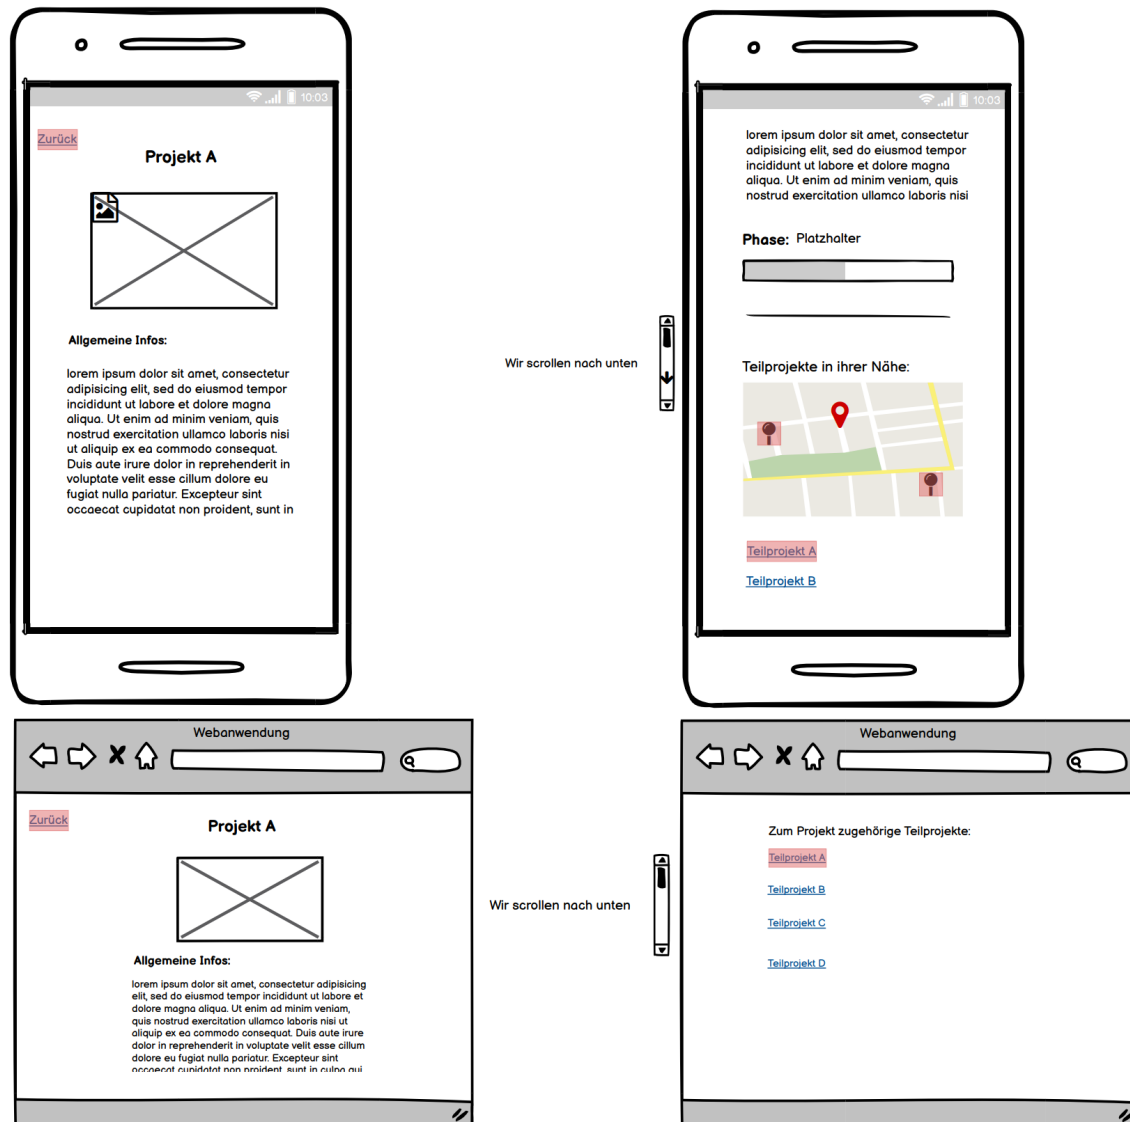 10:03
Zurück
Projekt A
Allgemeine Infos:
lorem ipsum dolor sit amet, consectetur
adipisicing elit, sed do eiusmod tempor
incididunt ut labore et dolore magna
aliqua. Ut enim ad minim veniam, quis
nostrud exercitation ullamco laboris nisi
ut aliquip ex ea commodo consequat.
Duis aute irure dolor in reprehenderit in
voluptate velit esse cillum dolore eu
fugiat nulla pariatur. Excepteur sint
occaecat cupidatat non proident, sunt in
Wir scrollen nach unten
10:03
lorem ipsum dolor sit amet, consectetur
adipisicing elit, sed do eiusmod tempor
incididunt ut labore et dolore magna
aliqua. Ut enim ad minim veniam, quis
nostrud exercitation ullamco laboris nisi
Phase: Platzhalter
Teilprojekte in ihrer Nähe:
Teilprojekt A
Teilprojekt B
Webanwendung
Zurück
Projekt A
Allgemeine Infos:
lorem ipsum dolor sit amet, consectetur adipisicing
elit, sed do eiusmod tempor incididunt ut labore et
dolore magna aliqua. Ut enim ad minim veniam,
quis nostrud exercitation ullamco laboris nisi ut
aliquip ex ea commodo consequat. Duis aute irure
dolor in reprehenderit in voluptate velit esse cillum
dolore eu fugiat nulla pariatur. Excepteur sint
occaecat cupidatat non proident, sunt in culpa qui
Wir scrollen nach unten
Webanwendung
Zum Projekt zugehörige Teilprojekte:
Teilprojekt A
Teilprojekt B
Teilprojekt C
Teilprojekt D